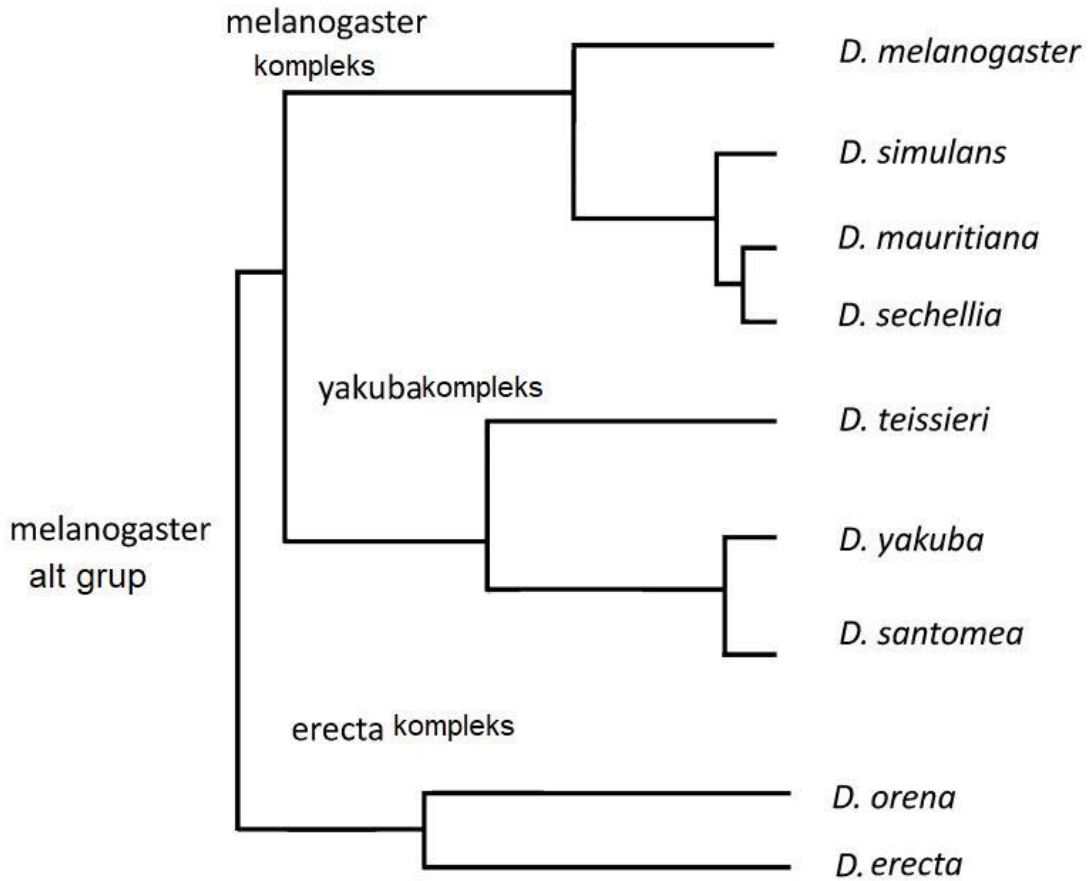 melanogaster
kompleks
D. melanogaster
D. simulans
D. mauritiana
D. sechellia
yakubakompleks
D. teissieri
melanogaster
alt grup
D. yakuba
D. santomea
erecta kompleks
D. orena
D. erecta